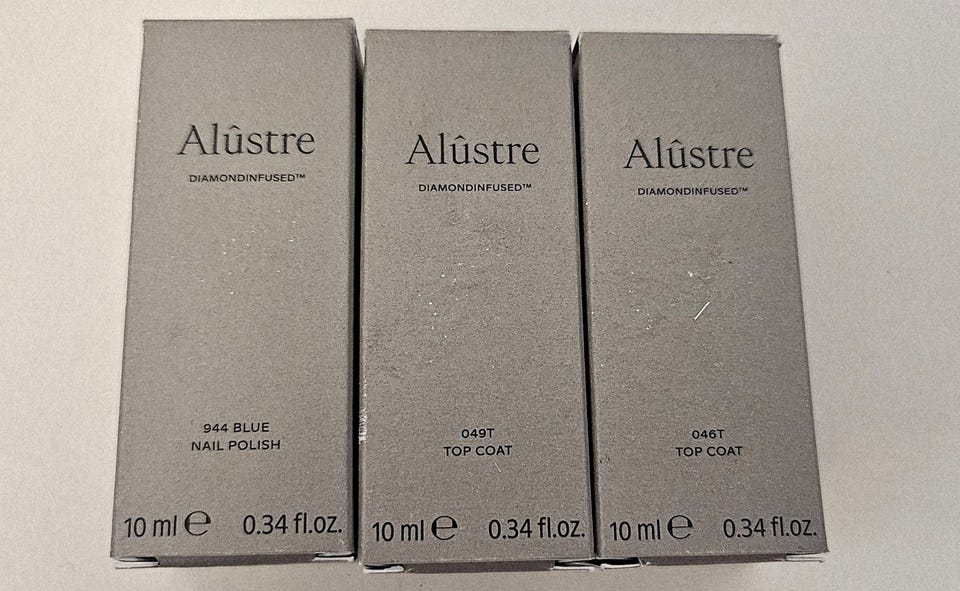 Alûstre
DIAMONDINFUSED™
944 BLUE
NAIL POLISH
10 ml ℮ 0.34 fl.oz.
Alûstre
DIAMONDINFUSED™
049T
TOP COAT
10 ml ℮ 0.34 fl.oz.
Alûstre
DIAMONDINFUSED™
046T
TOP COAT
10 ml ℮ 0.34 fl.oz.